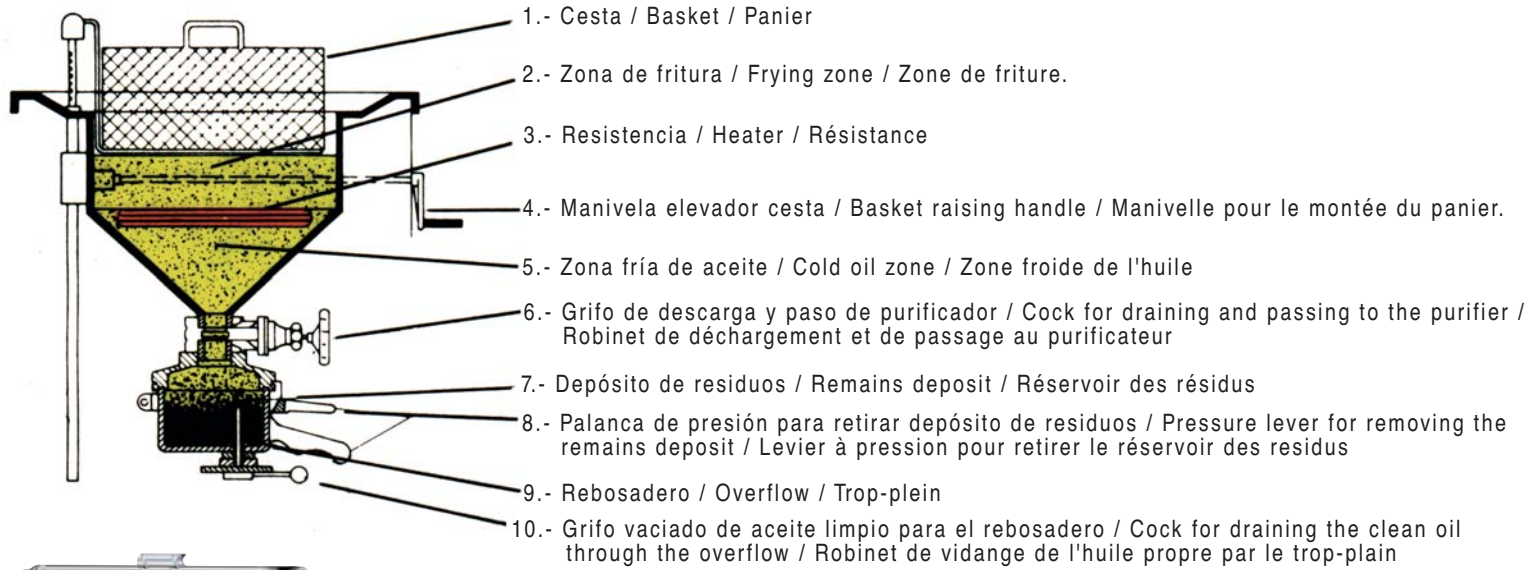 1.- Cesta / Basket / Panier
2.- Zona de fritura / Frying zone / Zone de friture.
3.- Resistencia / Heater / Résistance
4.- Manivela elevador cesta / Basket raising handle / Manivelle pour le montée du panier.
5.- Zona fría de aceite / Cold oil zone / Zone froide de l'huile
6.- Grifo de descarga y paso de purificador / Cock for draining and passing to the purifier /
Robinet de déchargement et de passage au purificateur
7.- Depósito de residuos / Remains deposit / Réservoir des résidus
8.- Palanca de presión para retirar depósito de residuos / Pressure lever for removing the
remains deposit / Levier à pression pour retirer le réservoir des residus
9.- Rebosadero / Overflow / Trop-plein
10.- Grifo vaciado de aceite limpio para el rebosadero / Cock for draining the clean oil
through the overflow / Robinet de vidange de l'huile propre par le trop-plain